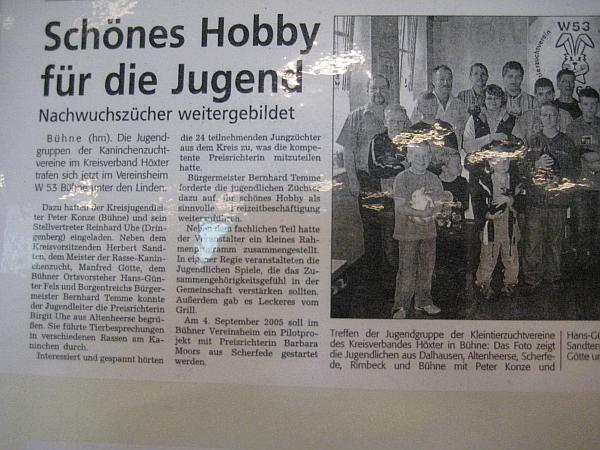 Schönes Hobby
für die Jugend
Nachwuchszücher weitergebildet
Bühne (hm). Die Jugend-
gruppen der Kaninchenzucht-
vereine im Kreisverband Höxter
trafen sich jetzt im Vereinsheim
W 53 Bühne unter den Linden.
Dazu hatten der Kreisjugendlei-
ter Peter Konze (Bühne) und sein
Stellvertreter Reinhard Uhe (Drin-
genberg) eingeladen. Neben dem
Kreisvorsitzenden Herbert Sand-
ten, dem Meister der Rasse-Kanin-
chenzucht, Manfred Götte, dem
Bühner Ortsvorsteher Hans-Gün-
ter Fels und Borgentreichs Bürger-
meister Bernhard Temme konnte
der Jugendleiter die Preisrichterin
Birgit Uhe aus Altenheerse begrü-
ßen. Sie führte Tierbesprechungen
in verschiedenen Rassen am Ka-
ninchen durch.
Interessiert und gespannt hörten
die 24 teilnehmenden Jungzüchter
aus dem Kreis zu, was die kompe-
tente Preisrichterin mitzuteilen
hatte.
Bürgermeister Bernhard Temme
forderte die jugendlichen Züchter
dazu auf, ihr schönes Hobby als
sinnvolle Freizeitbeschäftigung
weiterzuführen.
Neben dem fachlichen Teil hatte
der Veranstalter ein kleines Rah-
menprogramm zusammengestellt.
In eigener Regie veranstalteten die
Jugendlichen Spiele, die das Zu-
sammengehörigkeitsgefühl in der
Gemeinschaft verstärken sollten.
Außerdem gab es Leckeres vom
Grill.
Am 4. September 2005 soll im
Bühner Vereinsheim ein Pilotpro-
jekt mit Preisrichterin Barbara
Moors aus Scherfede gestartet
werden.
W53
Treffen der Jugendgruppe der Kleintierzuchtvereine
des Kreisverbandes Höxter in Bühne: Das Foto zeigt
die Jugendlichen aus Dalhausen, Altenheerse, Scherfe-
de, Rimbeck und Bühne mit Peter Konze und
Hans-Gü
Sandten
Götte un